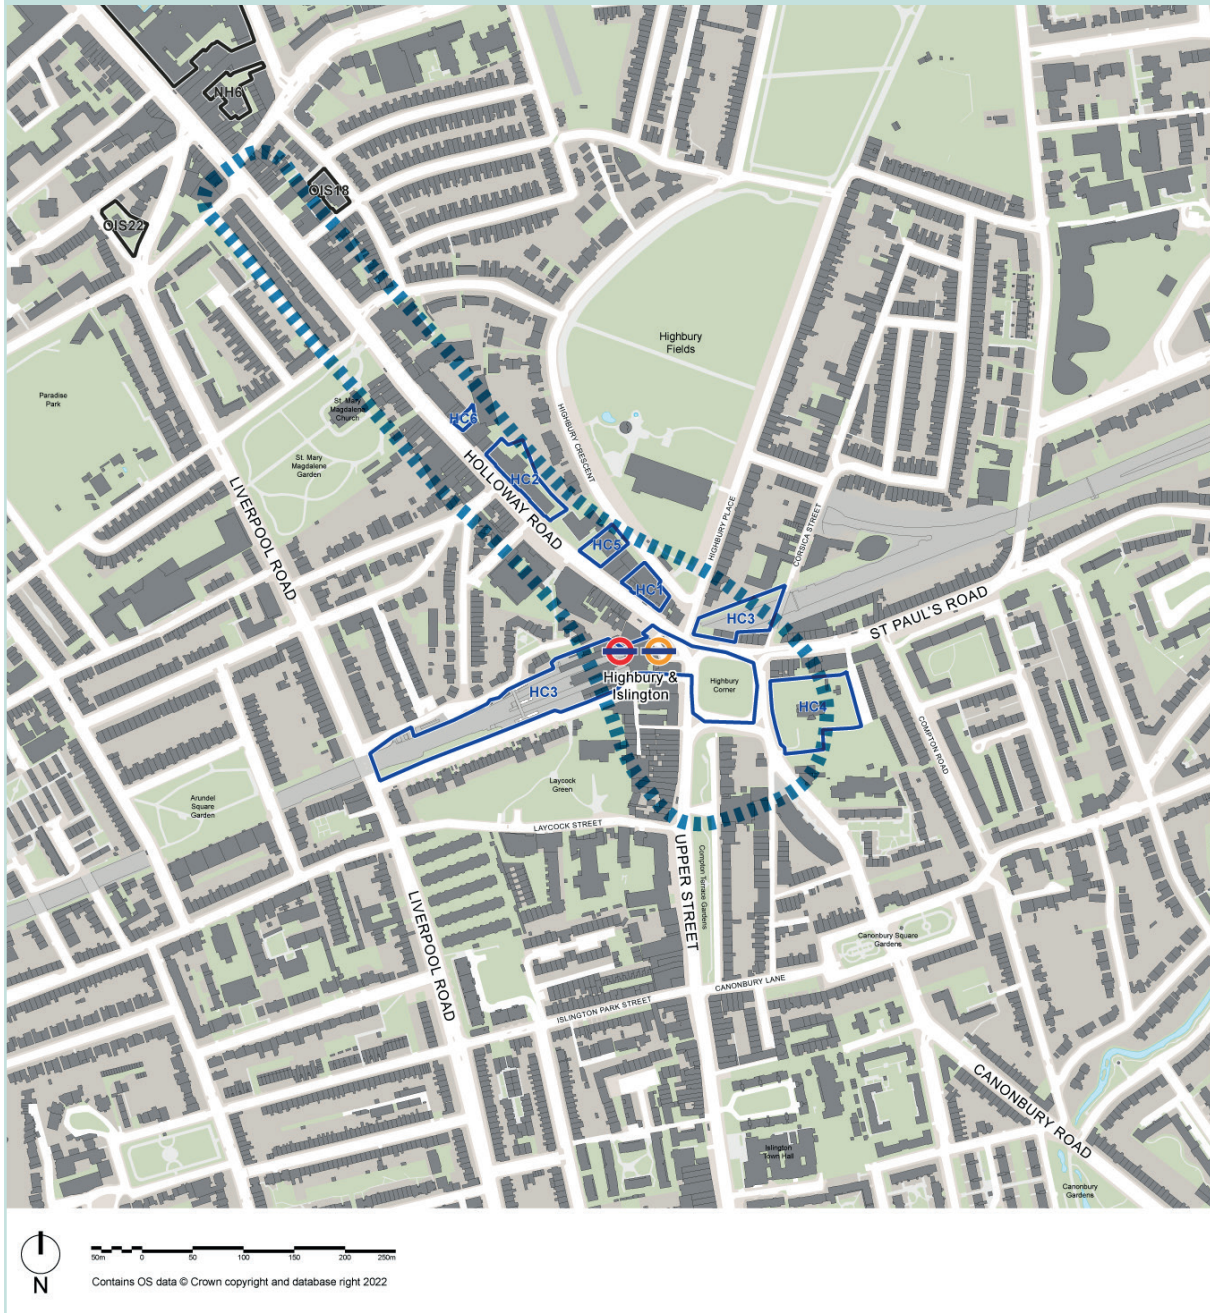 NH6
OIS18
OIS22
Highbury
Fields
Paradise
Park
St. Mary
Magdalene
Church
HC6
HIGHBURY CRESCENT
St. Mary
Magdalene
Garden
HC2
HOLLOWAY ROAD
LIVERPOOL ROAD
HIGHBURY PLACE
CORSICA STREET
HC5
HC1
HC3
ST PAUL'S ROAD
Highbury &
Islington
HC3
Highbury
Corner
HC4
COMPTON ROAD
Arundel
Square
Garden
Laycock
Green
LAYCOCK STREET
UPPER STREET
Compton Terrace Gardens
LIVERPOOL ROAD
Canonbury Square
Gardens
CANONBURY LANE
ISLINGTON PARK STREET
CANONBURY ROAD
Islington
Town Hall
Canonbury
Gardens
N
50m 0 50 100 150 200 250m
Contains OS data © Crown copyright and database right 2022